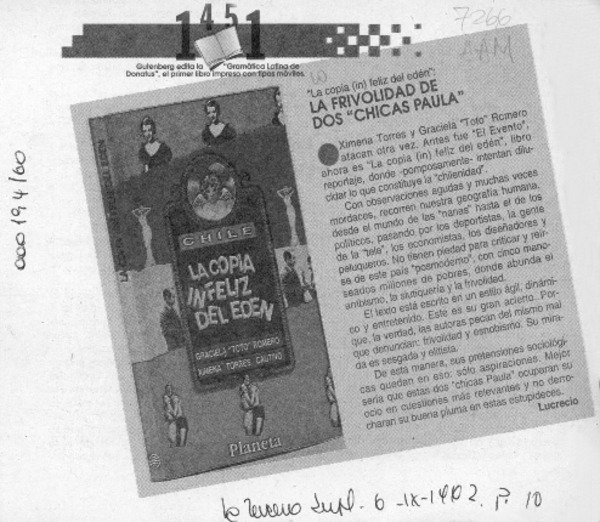 1451
7266
AAM
Gutenberg edita la "Gramática Latina de
Donatus", el primer libro impreso con tipos móviles.
"La copia (in) feliz del edén":
LA FRIVOLIDAD DE
DOS "CHICAS PAULA"
Ximena Torres y Graciela "Toto" Romero
atacan otra vez. Antes fue "El Evento",
ahora es "La copia (in) feliz del edén", libro
reportaje, donde -pomposamente- intentan dilu-
cidar lo que constituye la "chilenidad".
Con observaciones agudas y muchas veces
mordaces, recorren nuestra geografía humana,
desde el mundo de las "nanas" hasta el de los
políticos, pasando por los deportistas, la gente
de la "tele", los economistas, los diseñadores y
peluqueros. No tienen piedad para criticar y reír-
se de este país "posmoderno", con cinco mano-
seados millones de pobres, donde abunda el
arribismo, la siutiquería y la frivolidad.
El texto está escrito en un estilo ágil, dinámi-
co y entretenido. Este es su gran acierto. Por-
que, la verdad, las autoras pecan del mismo mal
que denuncian: frivolidad y esnobismo. Su mira-
da es sesgada y elitista.
De esta manera, sus pretensiones sociológi-
cas quedan en eso: sólo aspiraciones. Mejor
sería que estas dos "chicas Paula" ocuparan su
ocio en cuestiones más relevantes y no derro-
charan su buena pluma en estas estupideces.
Lucrecio
CHILE
LA COPIA
INFELIZ
DEL EDEN
GRACIELA "TOTO" ROMERO
XIMENA TORRES CAUTIVO
Planeta
000194/60
La Tercera Supl. 6-IX-1992. P. 10